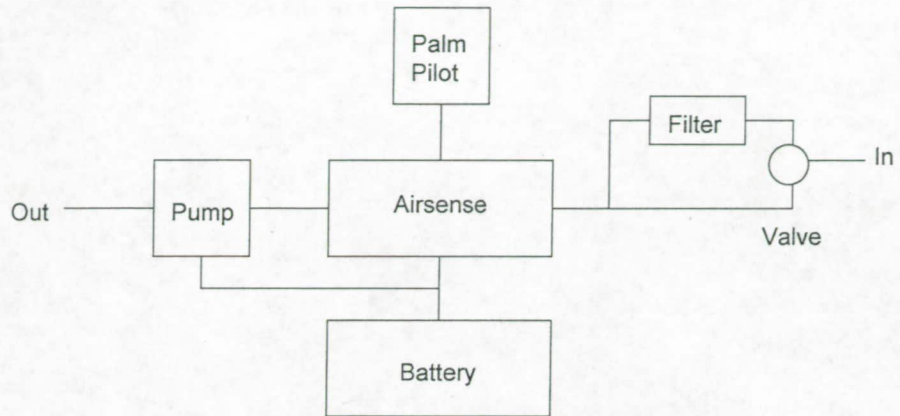 Palm
Pilot
Filter
In
Airsense
Out
Pump
Valve
Battery